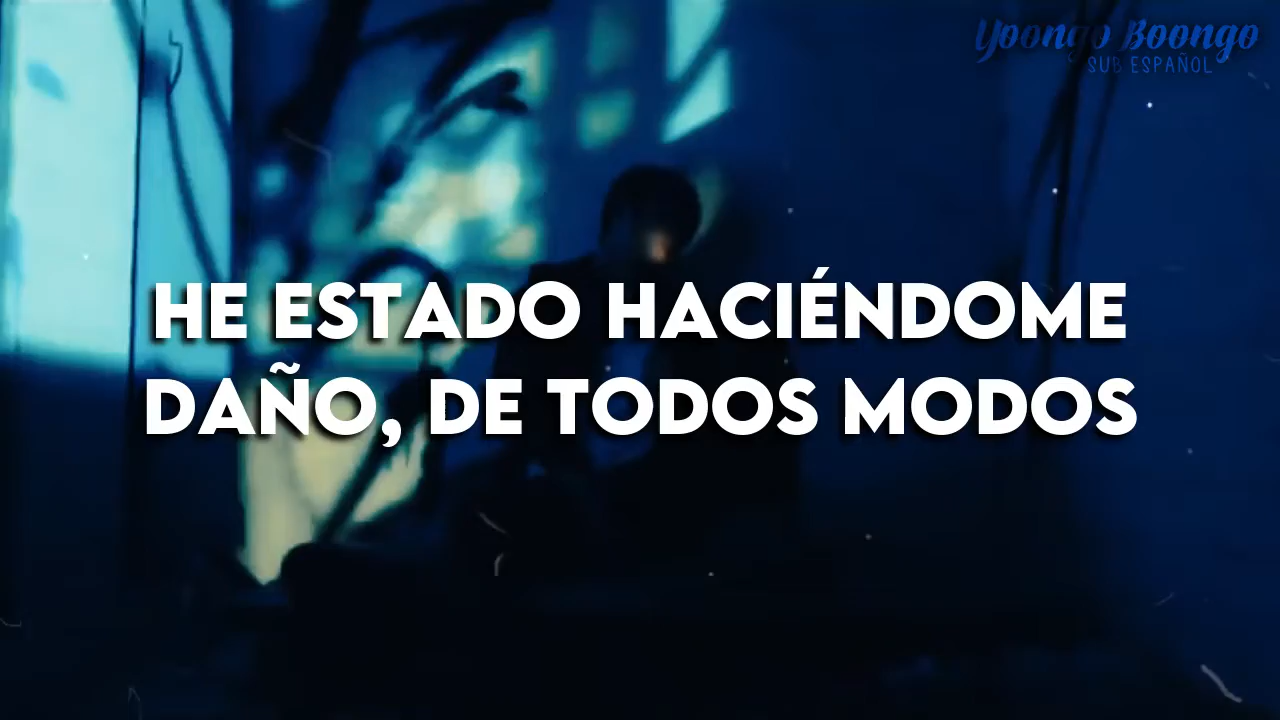 Yoongo Boongo
SUB ESPAÑOL
HE ESTADO HACIÉNDOME
DAÑO, DE TODOS MODOS